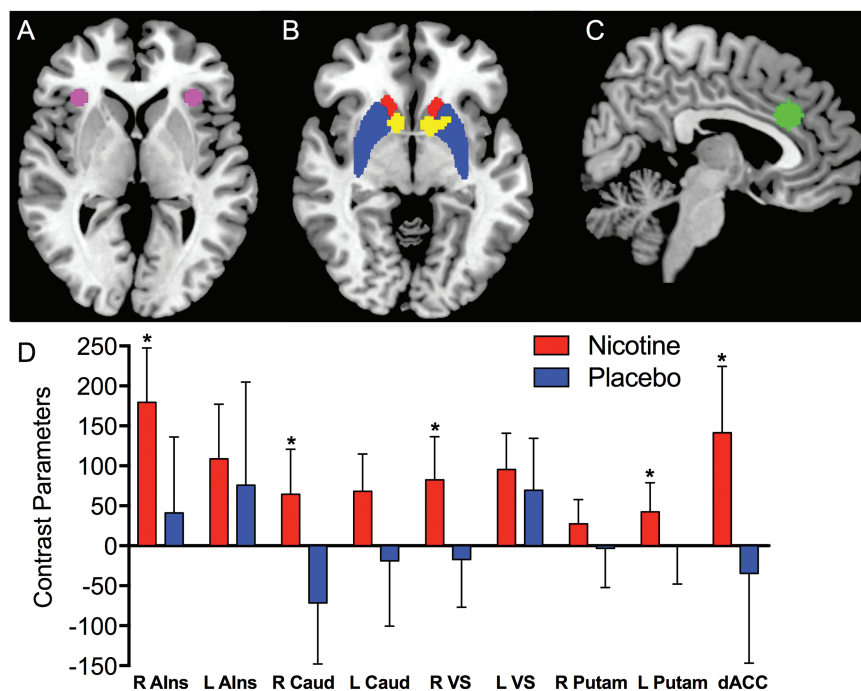 A B C
D
Nicotine
Placebo
Contrast Parameters
250
200
150
100
50
0
-50
-100
-150
* * * * *
R AIns L AIns R Caud L Caud R VS L VS R Putam L Putam dACC